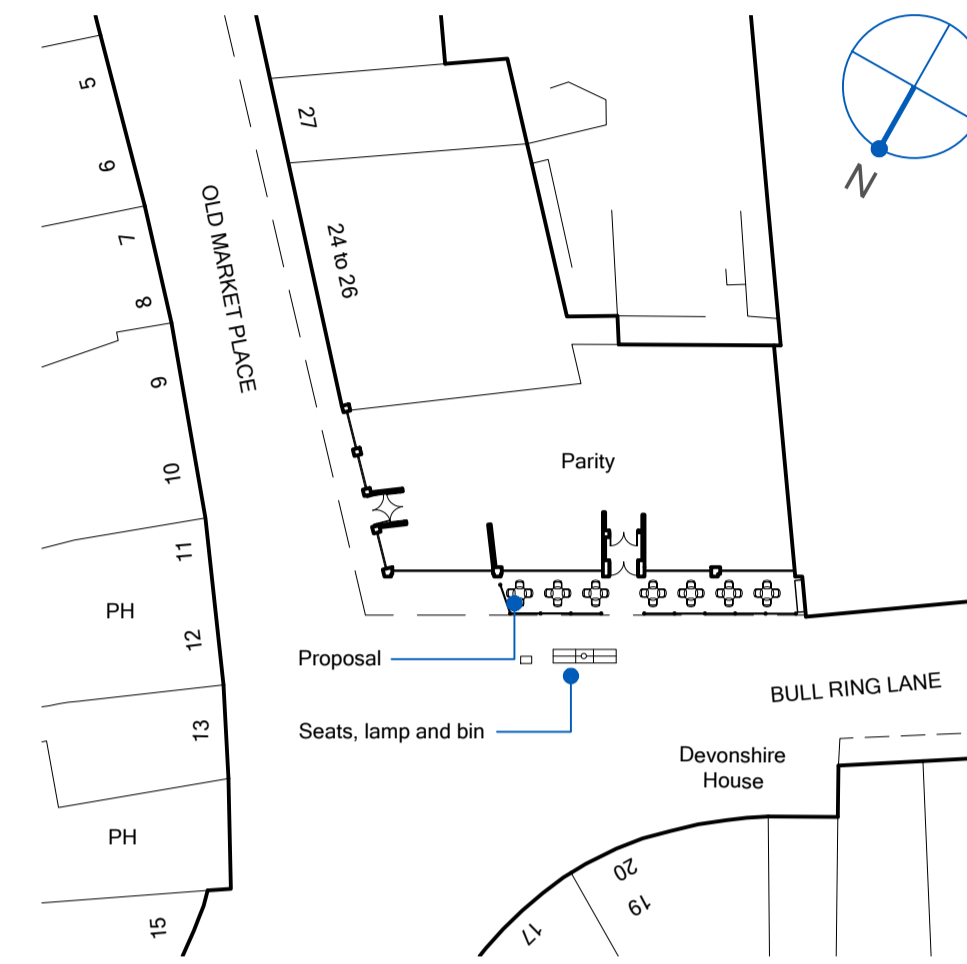 5
6
7
8
9
10
11
PH
12
13
PH
15
OLD MARKET PLACE
27
24 to 26
N
Parity
Proposal
Seats, lamp and bin
BULL RING LANE
Devonshire
House
20
19
17